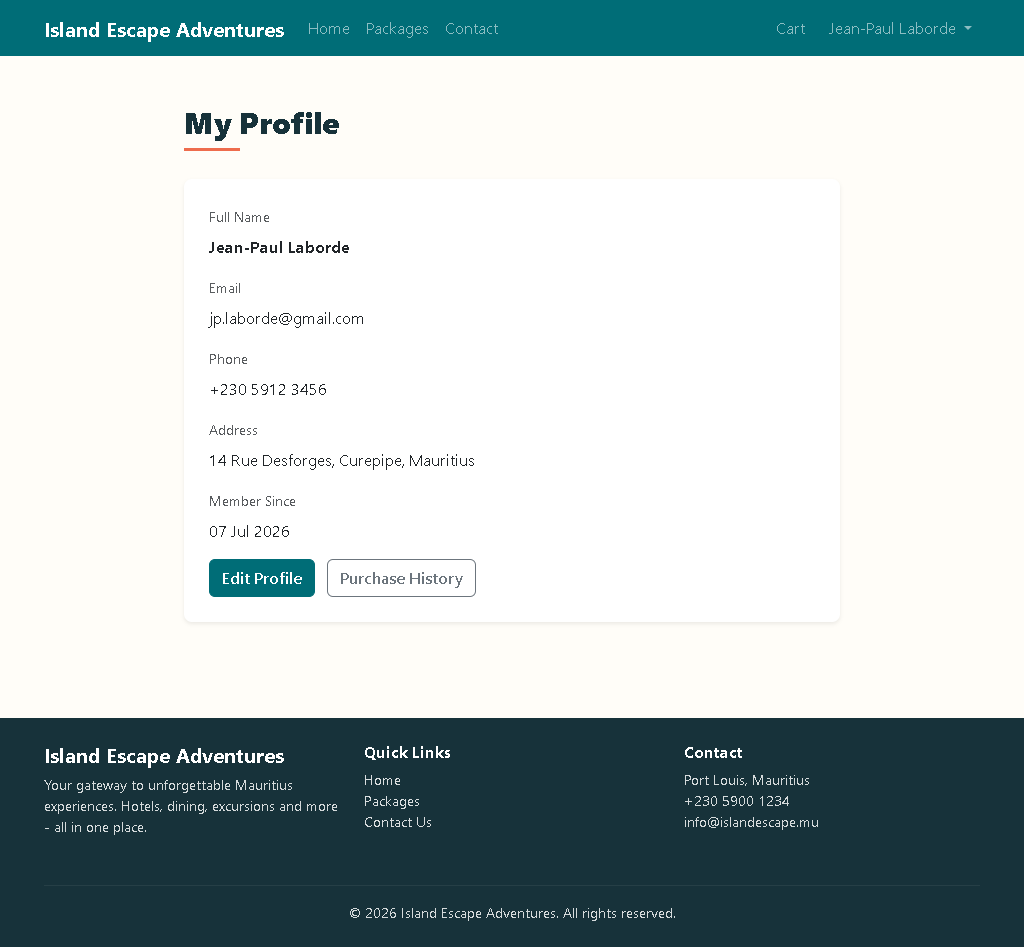 Island Escape Adventures Home Packages Contact Cart Jean-Paul Laborde
My Profile
Full Name
Jean-Paul Laborde
Email
jp.laborde@gmail.com
Phone
+230 5912 3456
Address
14 Rue Desforges, Curepipe, Mauritius
Member Since
07 Jul 2026
Edit Profile Purchase History
Island Escape Adventures
Your gateway to unforgettable Mauritius
experiences. Hotels, dining, excursions and more
- all in one place.
Quick Links
Home
Packages
Contact Us
Contact
Port Louis, Mauritius
+230 5900 1234
info@islandescape.mu
© 2026 Island Escape Adventures. All rights reserved.